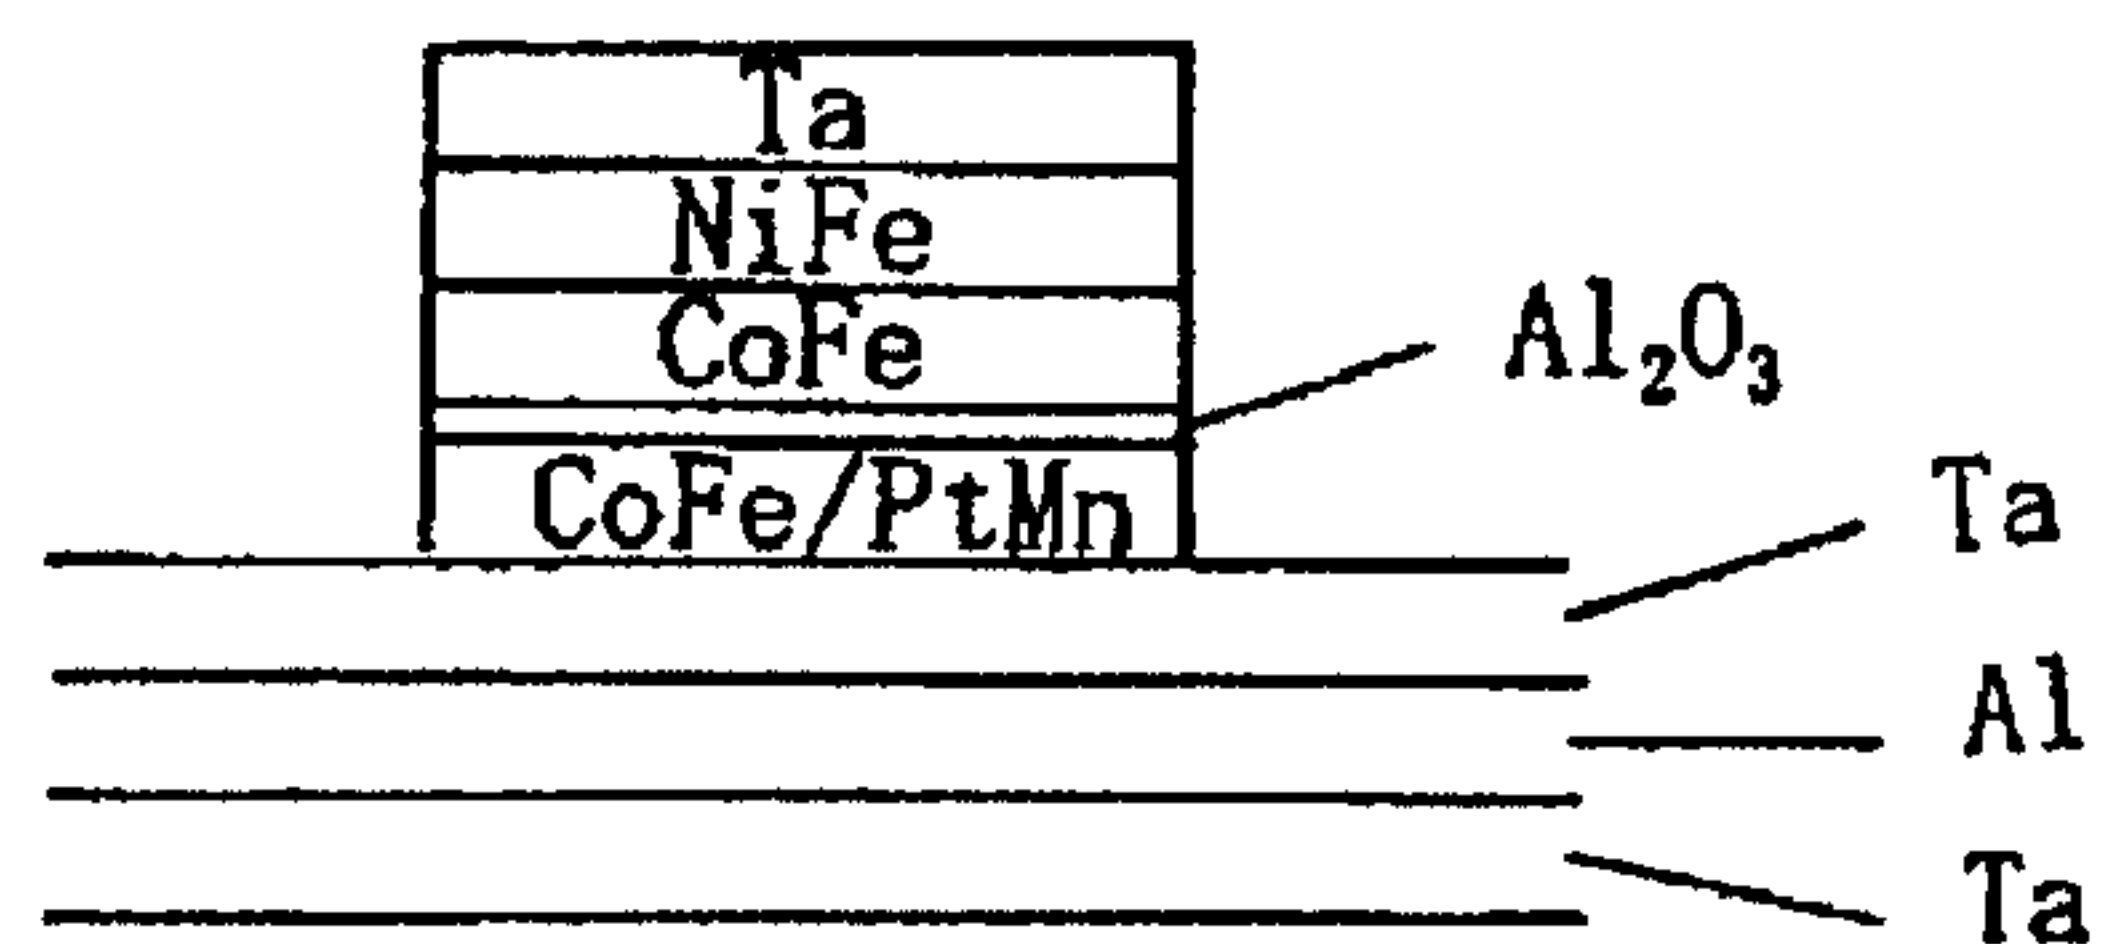 Ta
NiFe
CoFe
Al₂O₃
CoFe/PtMn
Ta
Al
Ta